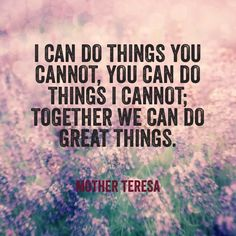 I CAN DO THINGS YOU
CANNOT, YOU CAN DO
THINGS I CANNOT;
TOGETHER WE CAN DO
GREAT THINGS.
MOTHER TERESA